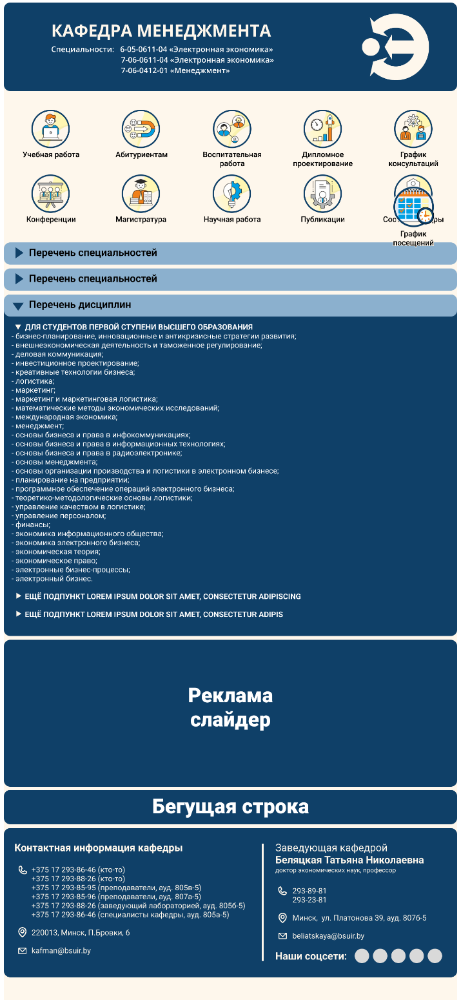 КАФЕДРА МЕНЕДЖМЕНТА
Специальности: 6-05-0611-04 «Электронная экономика»
7-06-0611-04 «Электронная экономика»
7-06-0412-01 «Менеджмент»
Учебная работа
Абитуриентам
Воспитательная
работа
Дипломное
проектирование
График
консультаций
Конференции
Магистратура
Научная работа
Публикации
График
посещений
Перечень специальностей
Перечень специальностей
Перечень дисциплин
ДЛЯ СТУДЕНТОВ ПЕРВОЙ СТУПЕНИ ВЫСШЕГО ОБРАЗОВАНИЯ
- бизнес-планирование, инновационные и антикризисные стратегии развития;
- внешнеэкономическая деятельность и таможенное регулирование;
- деловая коммуникация;
- инвестиционное проектирование;
- креативные технологии бизнеса;
- логистика;
- маркетинг;
- маркетинг и маркетинговая логистика;
- математические методы экономических исследований;
- международная экономика;
- менеджмент;
- основы бизнеса и права в инфокоммуникациях;
- основы бизнеса и права в информационных технологиях;
- основы бизнеса и права в радиоэлектронике;
- основы менеджмента;
- основы организации производства и логистики в электронном бизнесе;
- планирование на предприятии;
- программное обеспечение операций электронного бизнеса;
- теоретико-методологические основы логистики;
- управление качеством в логистике;
- управление персоналом;
- финансы;
- экономика информационного общества;
- экономика электронного бизнеса;
- экономическая теория;
- экономическое право;
- электронные бизнес-процессы;
- электронный бизнес.
ЕЩЁ ПОДПУНКТ LOREM IPSUM DOLOR SIT AMET, CONSECTETUR ADIPISCING
ЕЩЁ ПОДПУНКТ LOREM IPSUM DOLOR SIT AMET, CONSECTETUR ADIPIS
Реклама
слайдер
Бегущая строка
Контактная информация кафедры
+375 17 293-86-46 (кто-то)
+375 17 293-88-26 (кто-то)
+375 17 293-85-95 (преподаватели, ауд. 805в-5)
+375 17 293-85-96 (преподаватели, ауд. 807а-5)
+375 17 293-88-26 (заведующий лабораторией, ауд. 805б-5)
+375 17 293-86-46 (специалисты кафедры, ауд. 805а-5)
220013, Минск, П.Бровки, 6
kafman@bsuir.by
Заведующая кафедрой
Беляцкая Татьяна Николаевна
доктор экономических наук, профессор
293-89-81
293-23-81
Минск, ул. Платонова 39, ауд. 807б-5
beliatskaya@bsuir.by
Наши соцсети: